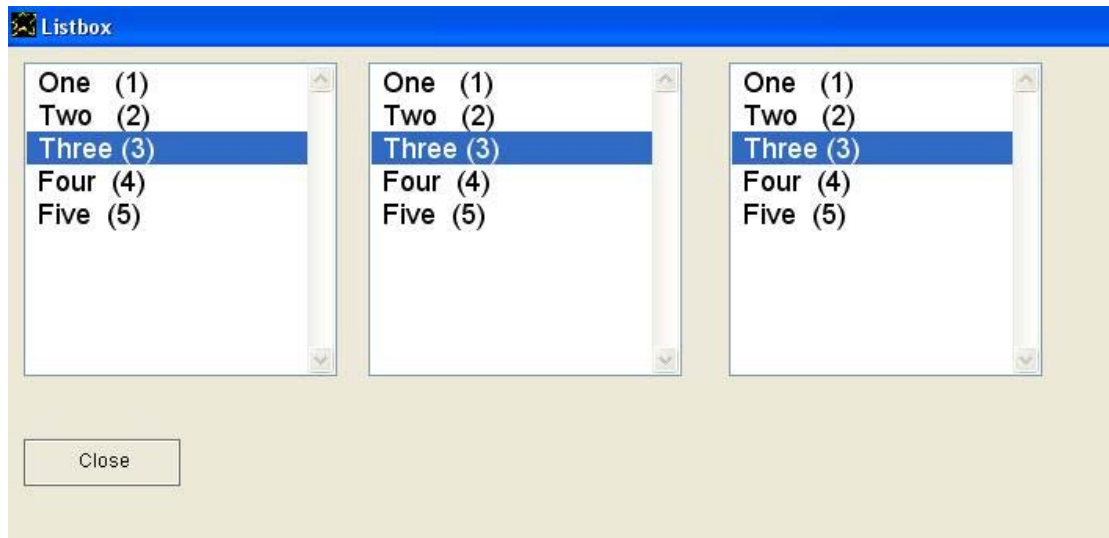 Listbox
One (1)
Two (2)
Three (3)
Four (4)
Five (5)
One (1)
Two (2)
Three (3)
Four (4)
Five (5)
One (1)
Two (2)
Three (3)
Four (4)
Five (5)
Close